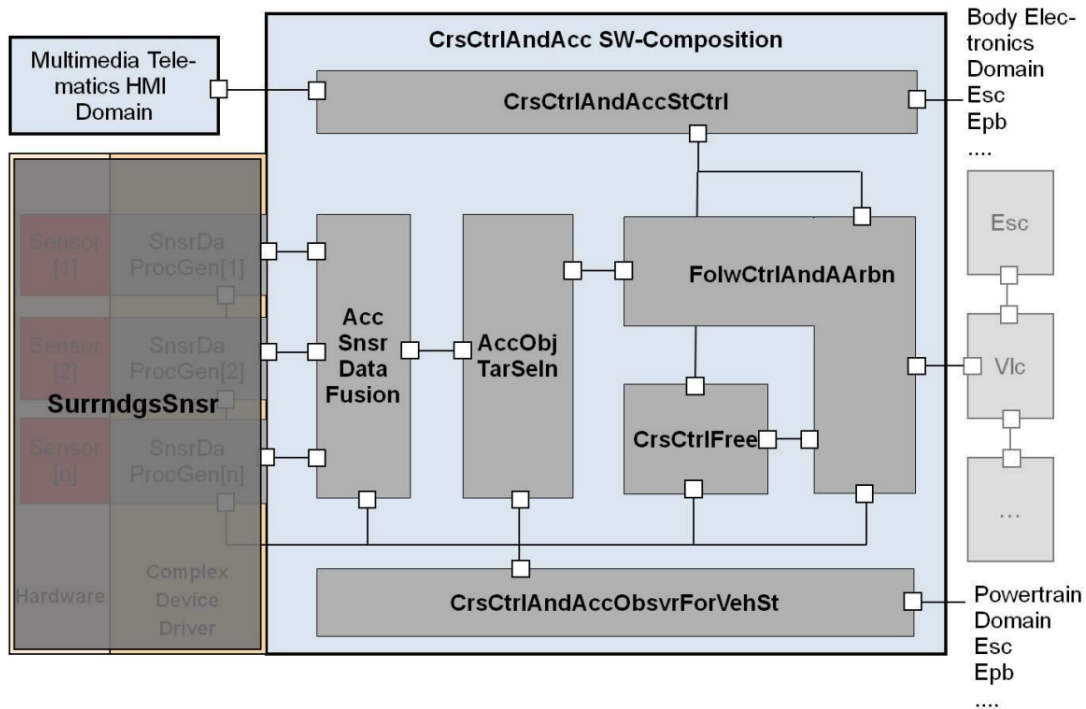 CrsCtrlAndAcc SW-Composition
Multimedia Tele-
matics HMI
Domain
CrsCtrlAndAccStCtrl
Body Elec-
tronics
Domain
Esc
Epb
....
Sensor
[1]
SnsrDa
ProcGen[1]
Sensor
[2]
SnsrDa
ProcGen[2]
SurrndgsSnsr
Sensor
[n]
SnsrDa
ProcGen[n]
Hardware
Complex
Device
Driver
Acc
Snsr
Data
Fusion
AccObj
TarSeln
FolwCtrlAndAArbn
CrsCtrlFree
Esc
Vlc
...
CrsCtrlAndAccObsvrForVehSt
Powertrain
Domain
Esc
Epb
....